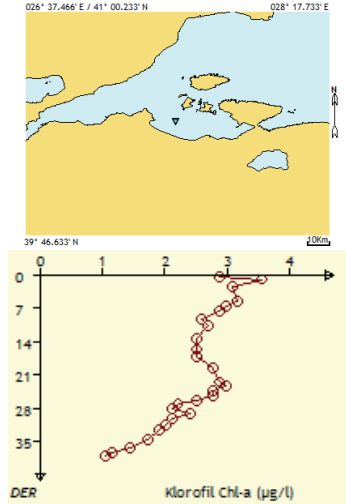 026° 37.466' E / 41° 00.233' N 028° 17.733' E
N
39° 46.633' N 10Km
0 1 2 3 4
0
7
14
21
28
35
DER Klorofil Chl-a (µg/l)